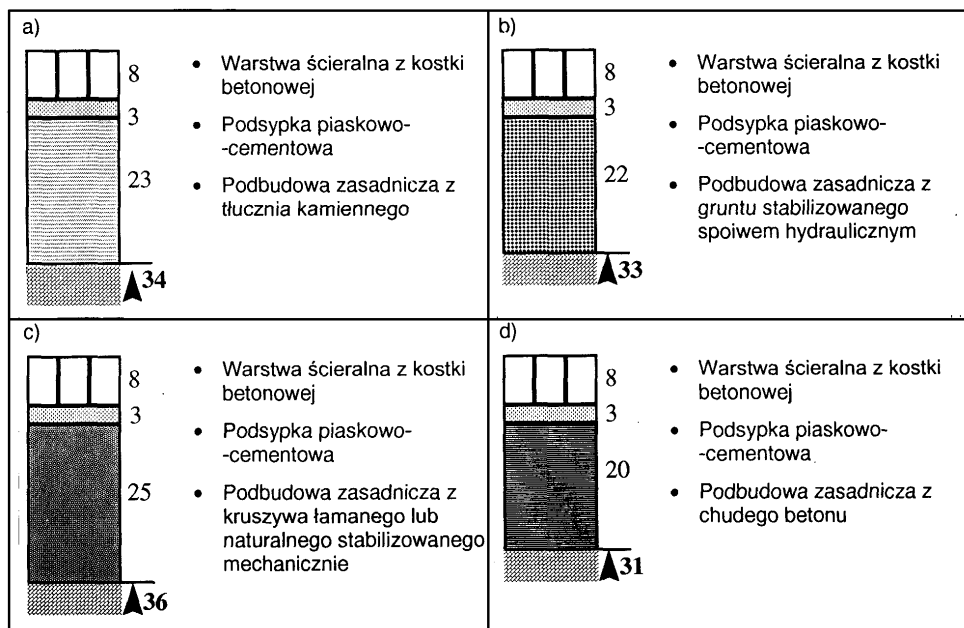 a)
8
3
23
34
• Warstwa ścieralna z kostki
betonowej
• Podsypka piaskowo-
-cementowa
• Podbudowa zasadnicza z
tłucznia kamiennego
b)
8
3
22
33
• Warstwa ścieralna z kostki
betonowej
• Podsypka piaskowo-
-cementowa
• Podbudowa zasadnicza z
gruntu stabilizowanego
spoiwem hydraulicznym
c)
8
3
25
36
• Warstwa ścieralna z kostki
betonowej
• Podsypka piaskowo-
-cementowa
• Podbudowa zasadnicza z
kruszywa łamanego lub
naturalnego stabilizowanego
mechanicznie
d)
8
3
20
31
• Warstwa ścieralna z kostki
betonowej
• Podsypka piaskowo-
-cementowa
• Podbudowa zasadnicza z
chudego betonu